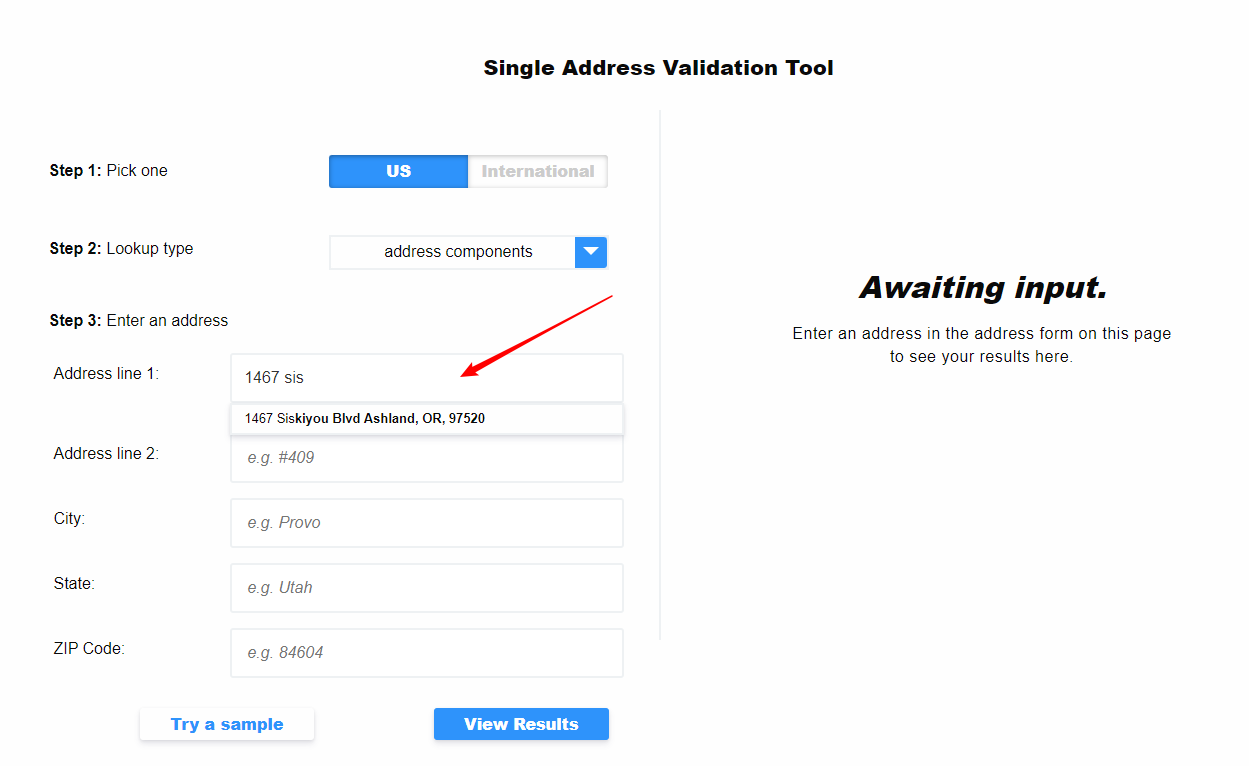 Single Address Validation Tool
Step 1: Pick one
US
International
Step 2: Lookup type
address components
Step 3: Enter an address
Address line 1:
1467 sis
1467 Siskiyou Blvd Ashland, OR, 97520
Address line 2:
e.g. #409
City:
e.g. Provo
State:
e.g. Utah
ZIP Code:
e.g. 84604
Try a sample
View Results
Awaiting input.
Enter an address in the address form on this page
to see your results here.